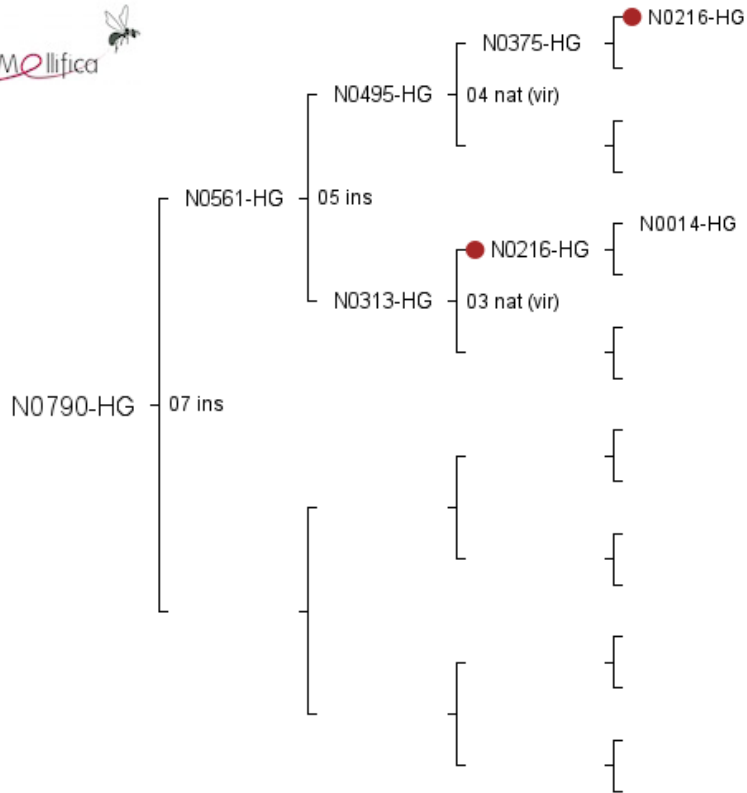 N0216-HG
N0375-HG
Mellifica
N0495-HG 04 nat (vir)
N0561-HG 05 ins
N0014-HG
N0216-HG
N0313-HG 03 nat (vir)
N0790-HG 07 ins